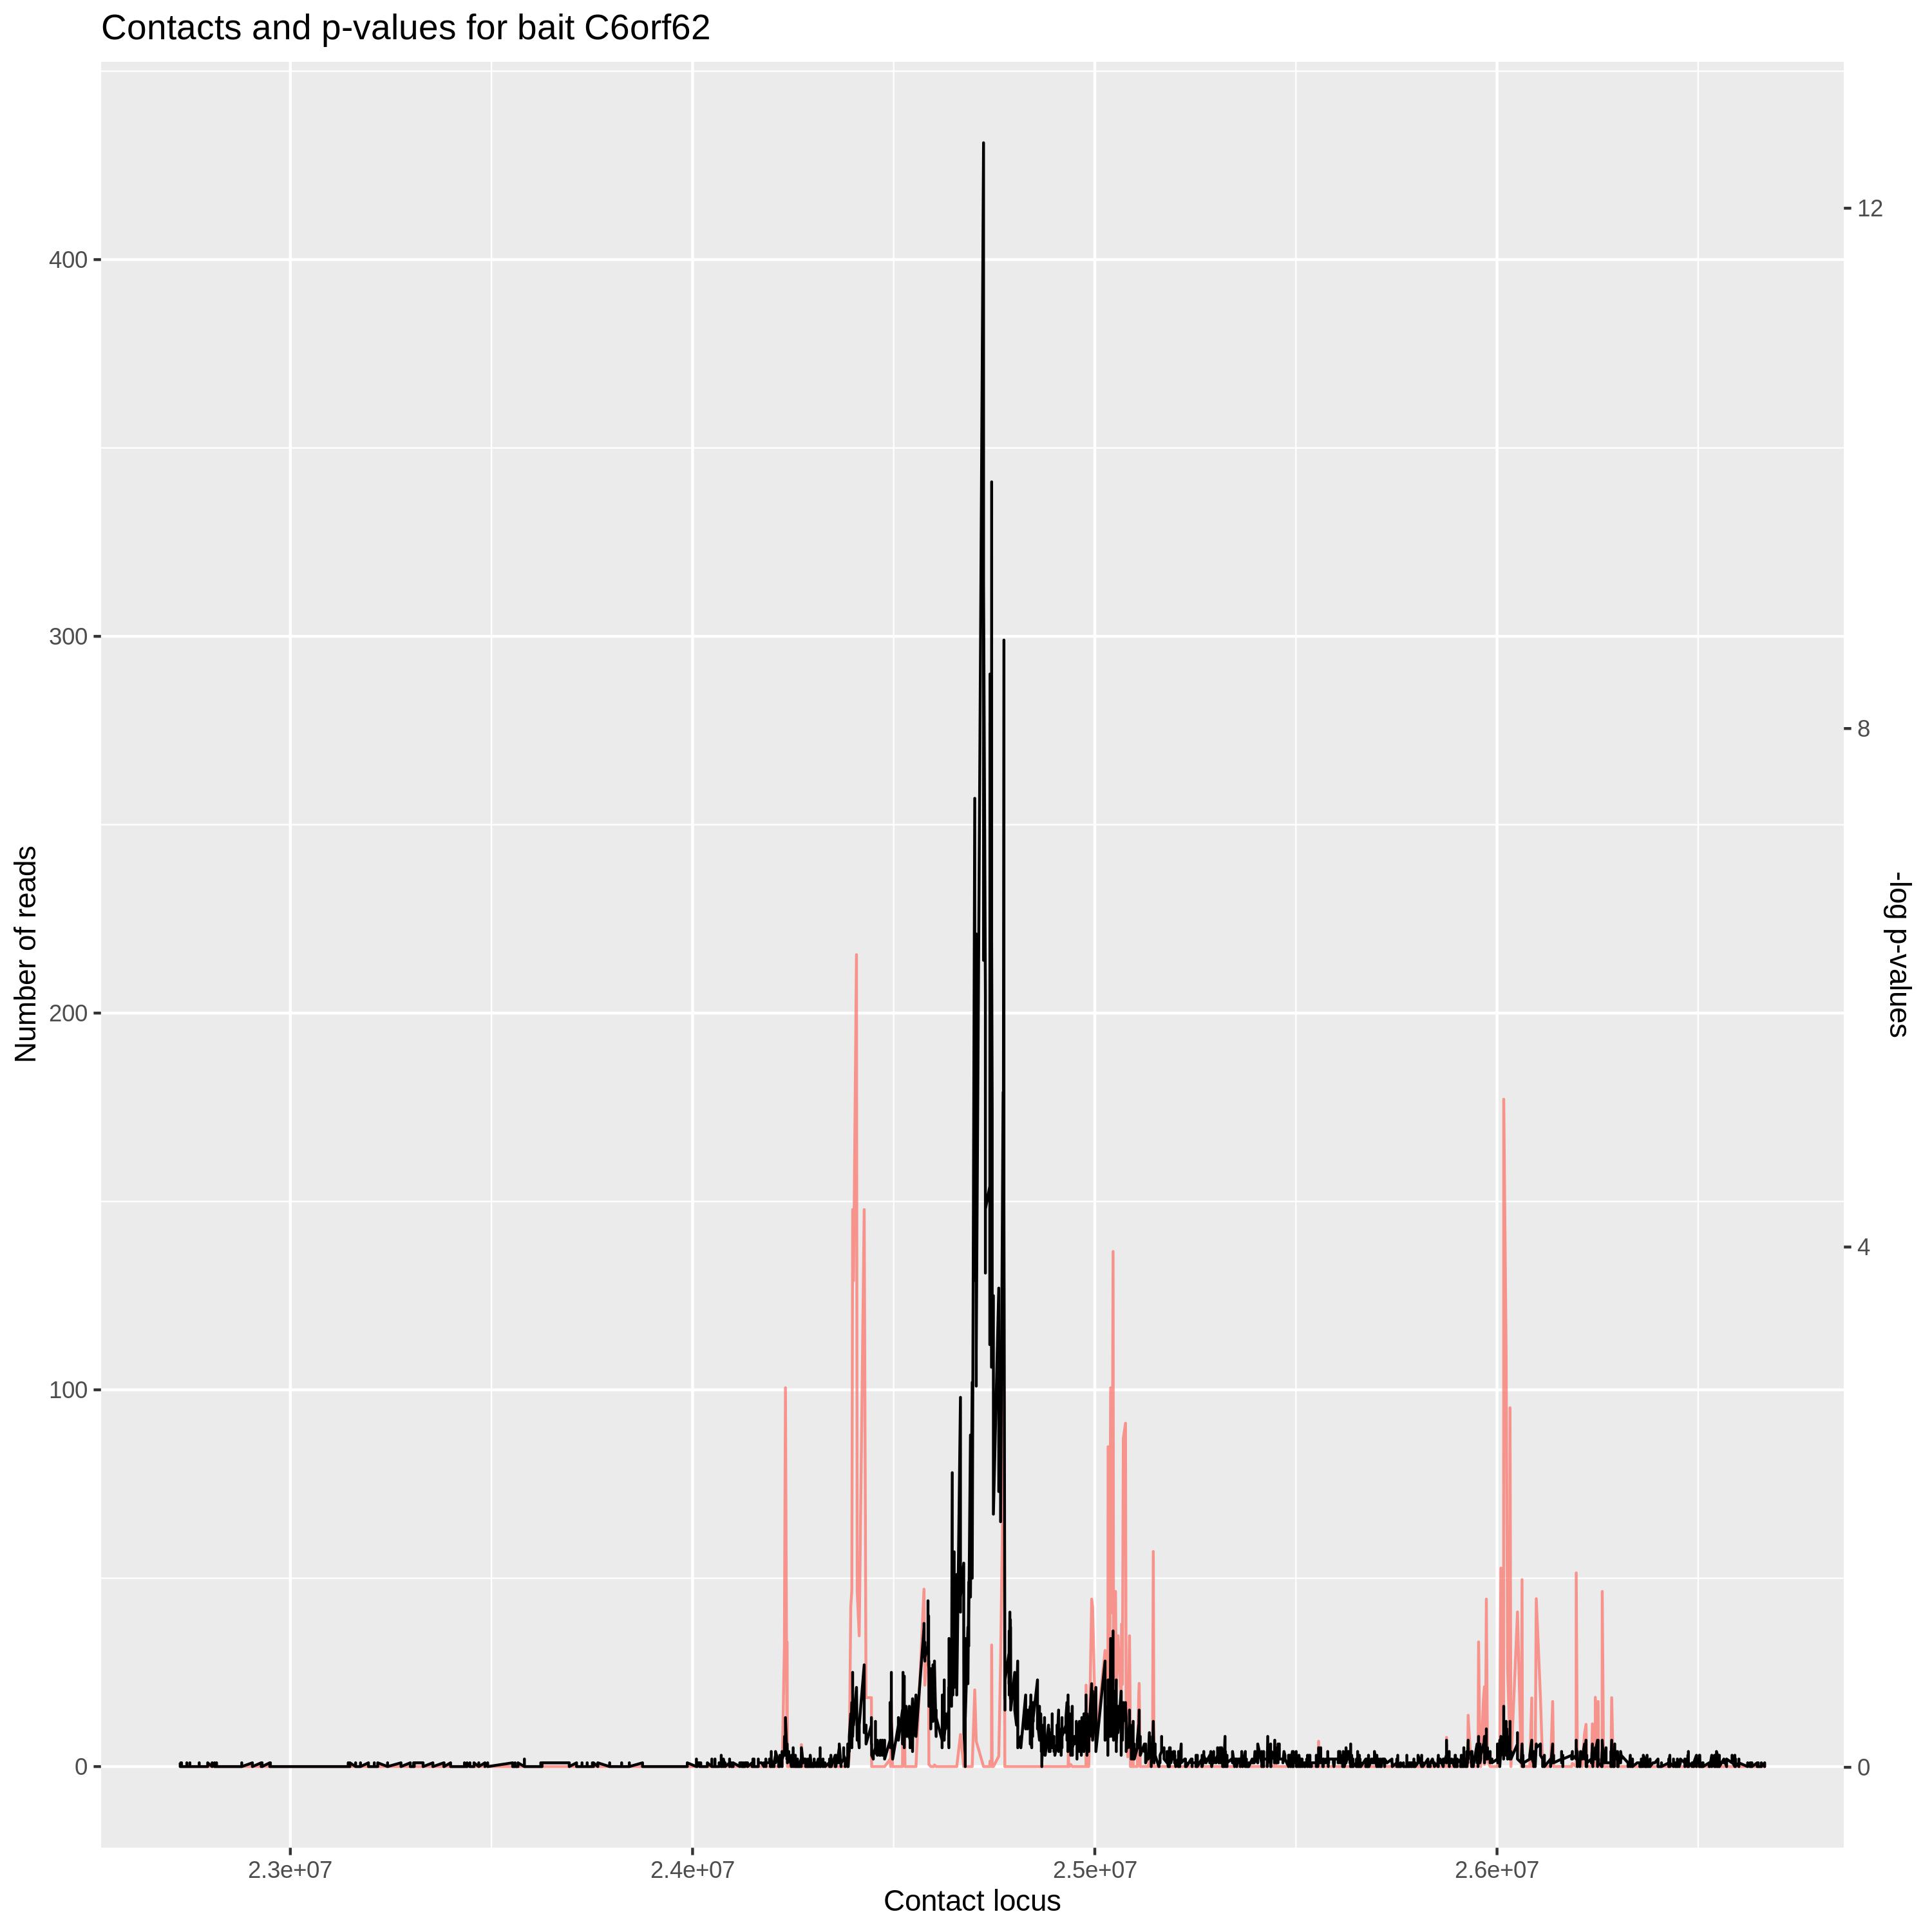 Contacts and p-values for bait C6orf62
400
300
200
100
0
12
8
4
0
Number of reads
-log p-values
2.3e+07
2.4e+07
2.5e+07
2.6e+07
Contact locus